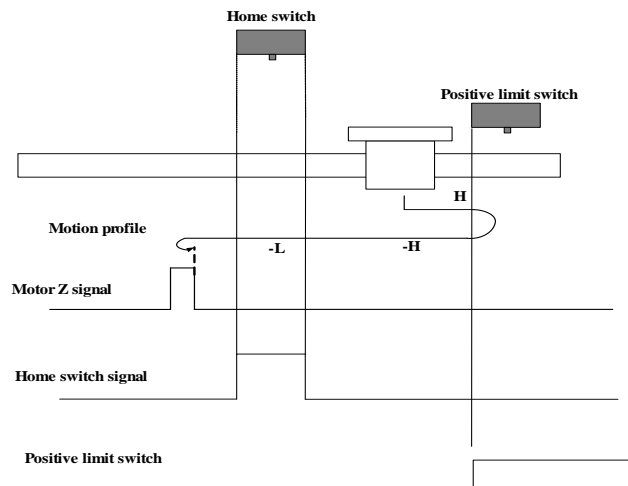 Home switch
Positive limit switch
H
Motion profile
-L
-H
Motor Z signal
Home switch signal
Positive limit switch